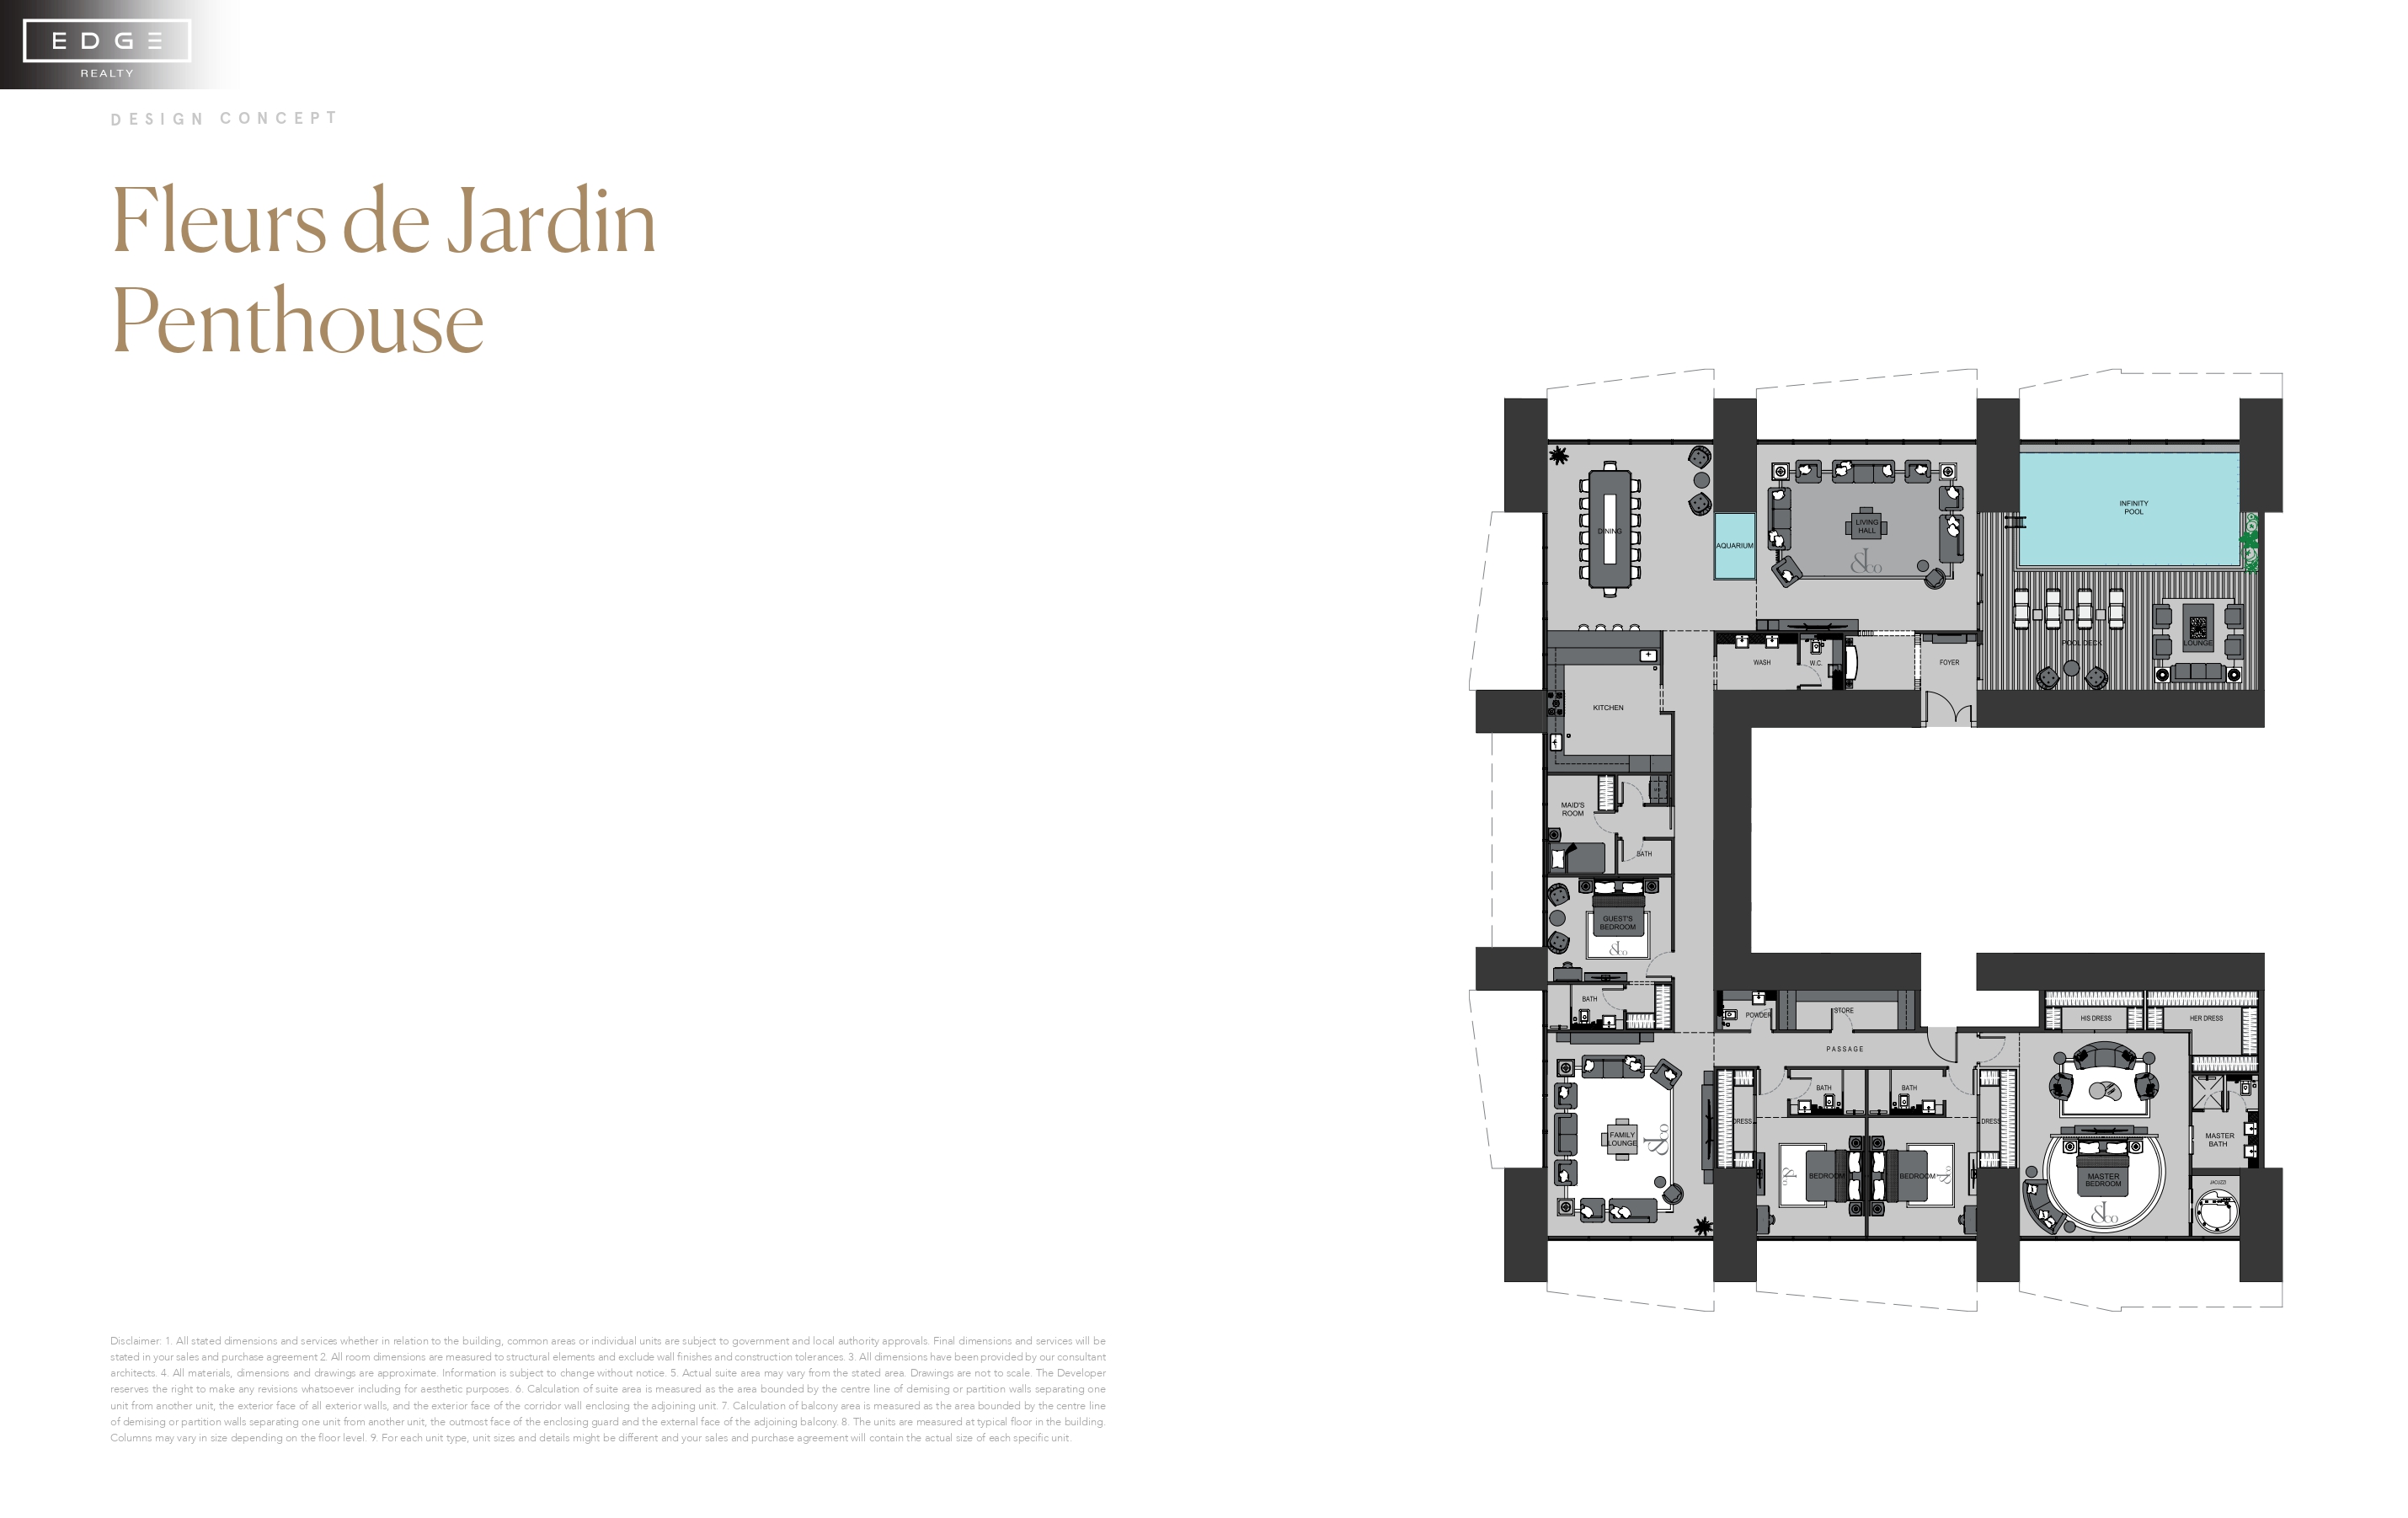 EDGE
REALTY
DESIGN CONCEPT
Fleurs de Jardin
Penthouse
INFINITY
POOL
LIVING
HALL
DINING
AQUARIUM
&co
POOL DECK
LOUNGE
WASH
W.C.
FOYER
KITCHEN
MAID'S
ROOM
BATH
GUEST'S
BEDROOM
&co
BATH
POWDER
STORE
HIS DRESS
HER DRESS
PASSAGE
BATH
BATH
DRESS
DRESS
FAMILY
LOUNGE
&co
MASTER
BATH
BEDROOM
&co
BEDROOM
&co
MASTER
BEDROOM
&co
JACUZZI
Disclaimer: 1. All stated dimensions and services whether in relation to the building, common areas or individual units are subject to government and local authority approvals. Final dimensions and services will be
stated in your sales and purchase agreement 2. All room dimensions are measured to structural elements and exclude wall finishes and construction tolerances. 3. All dimensions have been provided by our consultant
architects. 4. All materials, dimensions and drawings are approximate. Information is subject to change without notice. 5. Actual suite area may vary from the stated area. Drawings are not to scale. The Developer
reserves the right to make any revisions whatsoever including for aesthetic purposes. 6. Calculation of suite area is measured as the area bounded by the centre line of demising or partition walls separating one
unit from another unit, the exterior face of all exterior walls, and the exterior face of the corridor wall enclosing the adjoining unit. 7. Calculation of balcony area is measured as the area bounded by the centre line
of demising or partition walls separating one unit from another unit, the outmost face of the enclosing guard and the external face of the adjoining balcony. 8. The units are measured at typical floor in the building.
Columns may vary in size depending on the floor level. 9. For each unit type, unit sizes and details might be different and your sales and purchase agreement will contain the actual size of each specific unit.